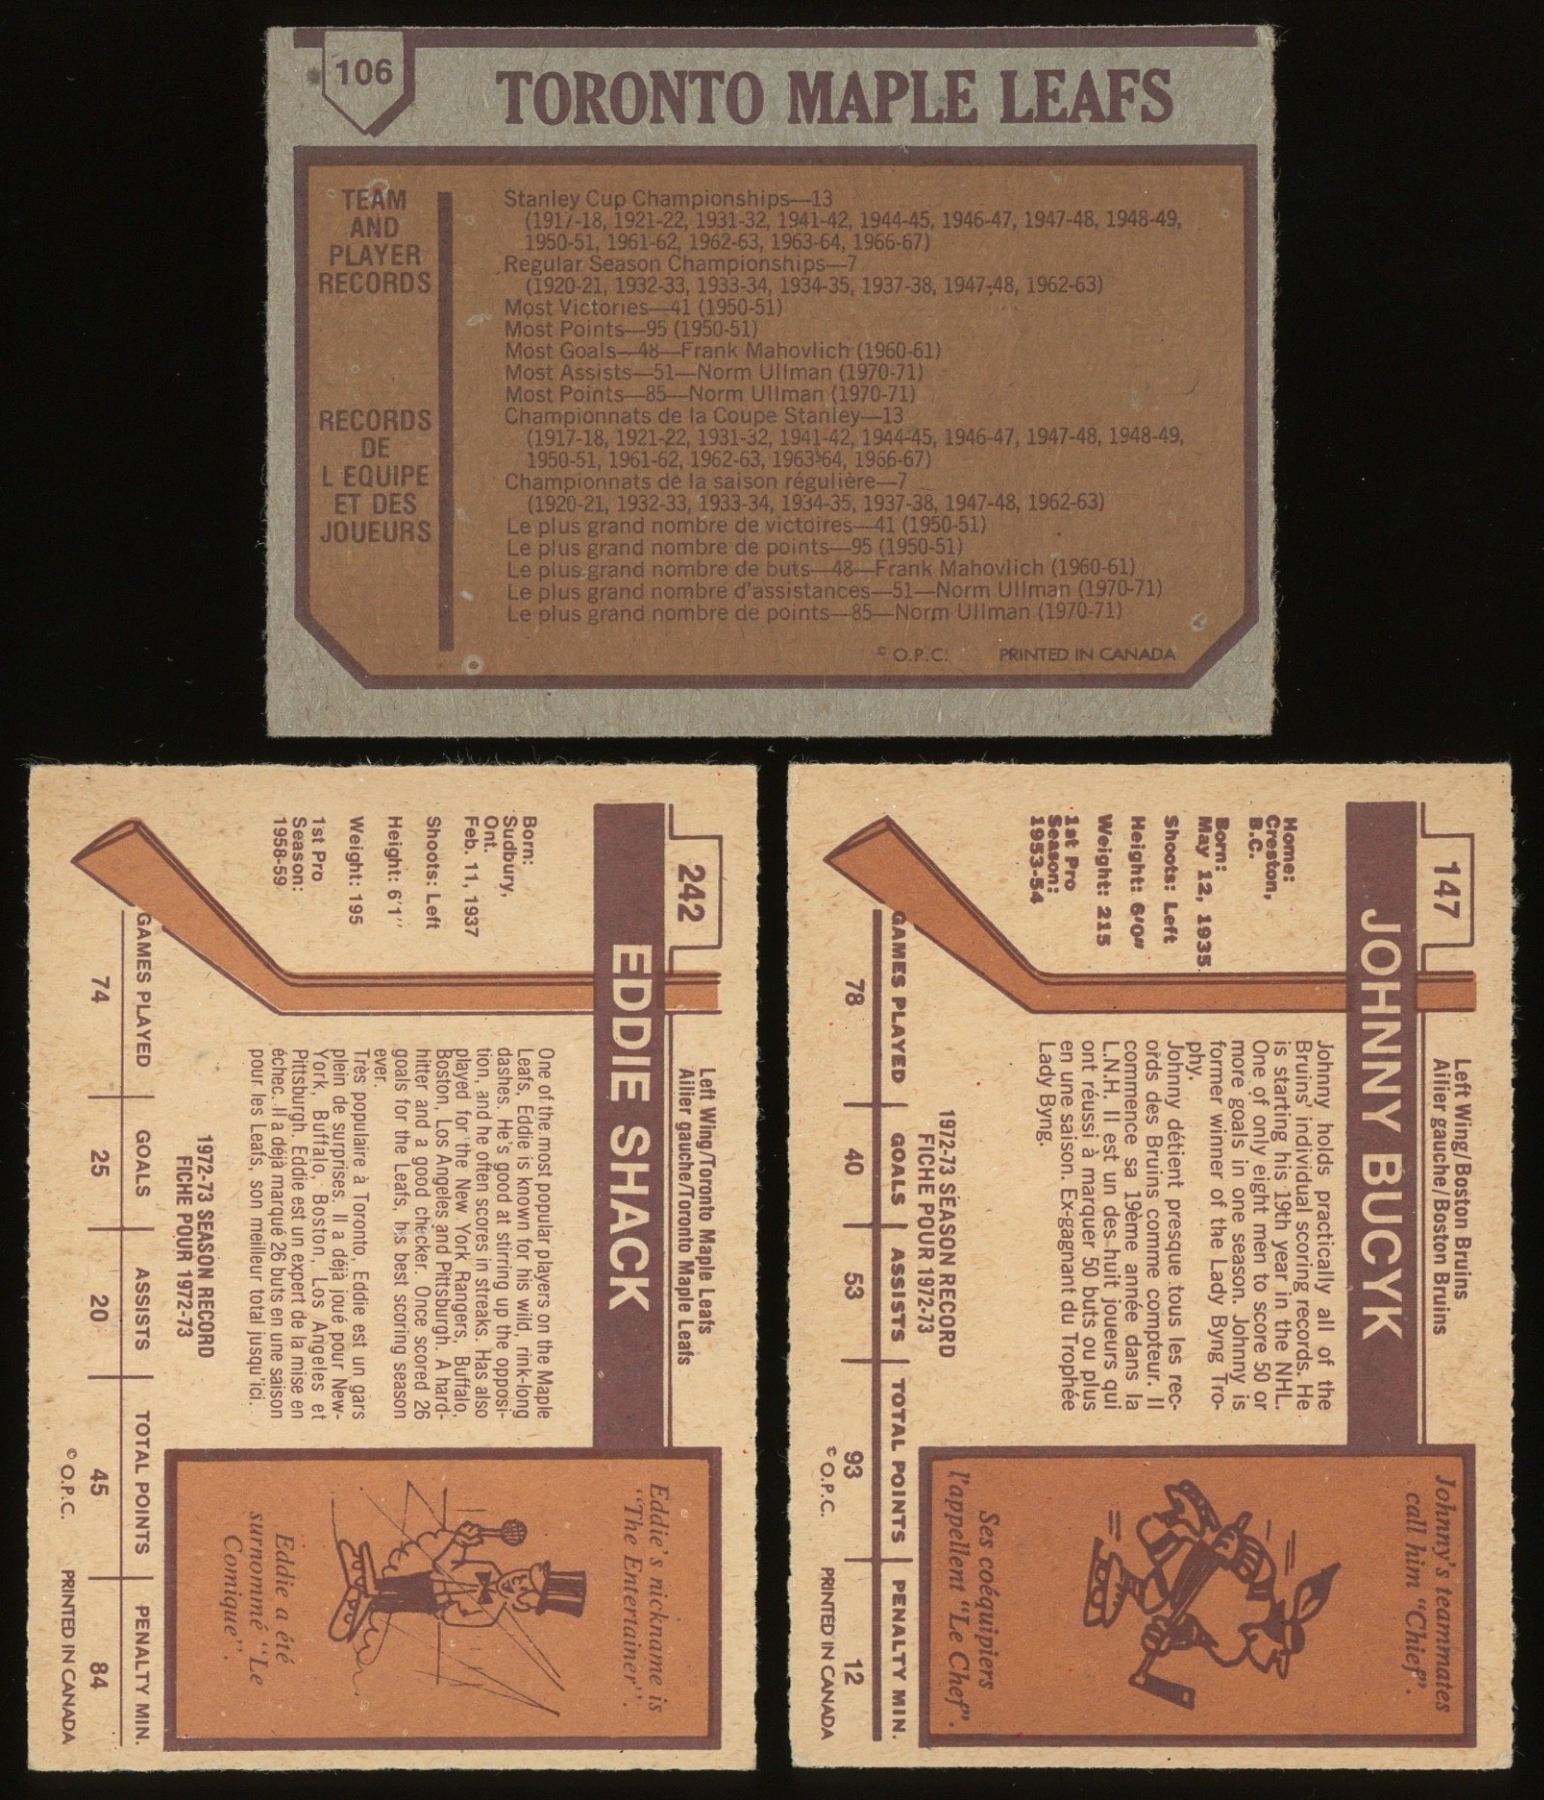 106
TORONTO MAPLE LEAFS
TEAM
AND
PLAYER
RECORDS
Stanley Cup Championships—13
(1917-18, 1921-22, 1931-32, 1941-42, 1944-45, 1946-47, 1947-48, 1948-49,
1950-51, 1961-62, 1962-63, 1963-64, 1966-67)
Regular Season Championships—7
(1920-21, 1932-33, 1933-34, 1934-35, 1937-38, 1947-48, 1962-63)
Most Victories—41 (1950-51)
Most Points—95 (1950-51)
Most Goals—48—Frank Mahovlich (1960-61)
Most Assists—51—Norm Ullman (1970-71)
Most Points—85—Norm Ullman (1970-71)
RECORDS
DE
L EQUIPE
ET DES
JOUEURS
Championnats de la Coupe Stanley—13
(1917-18, 1921-22, 1931-32, 1941-42, 1944-45, 1946-47, 1947-48, 1948-49,
1950-51, 1961-62, 1962-63, 1963-64, 1966-67)
Championnats de la saison régulière—7
(1920-21, 1932-33, 1933-34, 1934-35, 1937-38, 1947-48, 1962-63)
Le plus grand nombre de victoires—41 (1950-51)
Le plus grand nombre de points—95 (1950-51)
Le plus grand nombre de buts—48—Frank Mahovlich (1960-61)
Le plus grand nombre d'assistances—51—Norm Ullman (1970-71)
Le plus grand nombre de points—85—Norm Ullman (1970-71)
© O.P.C. PRINTED IN CANADA
242
Left Wing/Toronto Maple Leafs
Ailier gauche/Toronto Maple Leafs
EDDIE SHACK
Born:
Sudbury,
Ont.
Feb. 11, 1937
Shoots: Left
Height: 6'1''
Weight: 195
1st Pro
Season:
1958-59
One of the most popular players on the Maple
Leafs, Eddie is known for his wild, rink-long
dashes. He's good at stirring up the opposi-
tion, and he often scores in streaks. Has also
played for the New York Rangers, Buffalo,
Boston, Los Angeles and Pittsburgh. A hard-
hitter and a good checker. Once scored 26
goals for the Leafs, his best scoring season
ever.
Très populaire à Toronto, Eddie est un gars
plein de surprises. Il a déjà joué pour New-
York, Buffalo, Boston, Los Angeles et
Pittsburgh. Eddie est un expert de la mise en
échec. Il a déjà marqué 26 buts en une saison
pour les Leafs, son meilleur total jusqu'ici.
1972-73 SEASON RECORD
FICHE POUR 1972-73
GAMES PLAYED GOALS ASSISTS TOTAL POINTS PENALTY MIN.
74 25 20 45 84
© O.P.C. PRINTED IN CANADA
Eddie's nickname is
"The Entertainer".
Eddie a été
surnommé "Le
Comique".
147
Left Wing/Boston Bruins
Ailier gauche/Boston Bruins
JOHNNY BUCYK
Home:
Creston,
B.C.
Born:
May 12, 1935
Shoots: Left
Height: 6'0"
Weight: 215
1st Pro
Season:
1953-54
Johnny holds practically all of the
Bruins' individual scoring records. He
is starting his 19th year in the NHL.
One of only eight men to score 50 or
more goals in one season. Johnny is
former winner of the Lady Byng Tro-
phy.
Johnny détient presque tous les rec-
ords des Bruins comme compteur. Il
commence sa 19ème année dans la
L.N.H. Il est un des huit joueurs qui
ont réussi à marquer 50 buts ou plus
en une saison. Ex-gagnant du Trophée
Lady Byng.
1972-73 SEASON RECORD
FICHE POUR 1972-73
GAMES PLAYED GOALS ASSISTS TOTAL POINTS PENALTY MIN.
78 40 53 93 12
© O.P.C. PRINTED IN CANADA
Johnny's teammates
call him "Chief".
Ses coéquipiers
l'appellent "Le Chef".